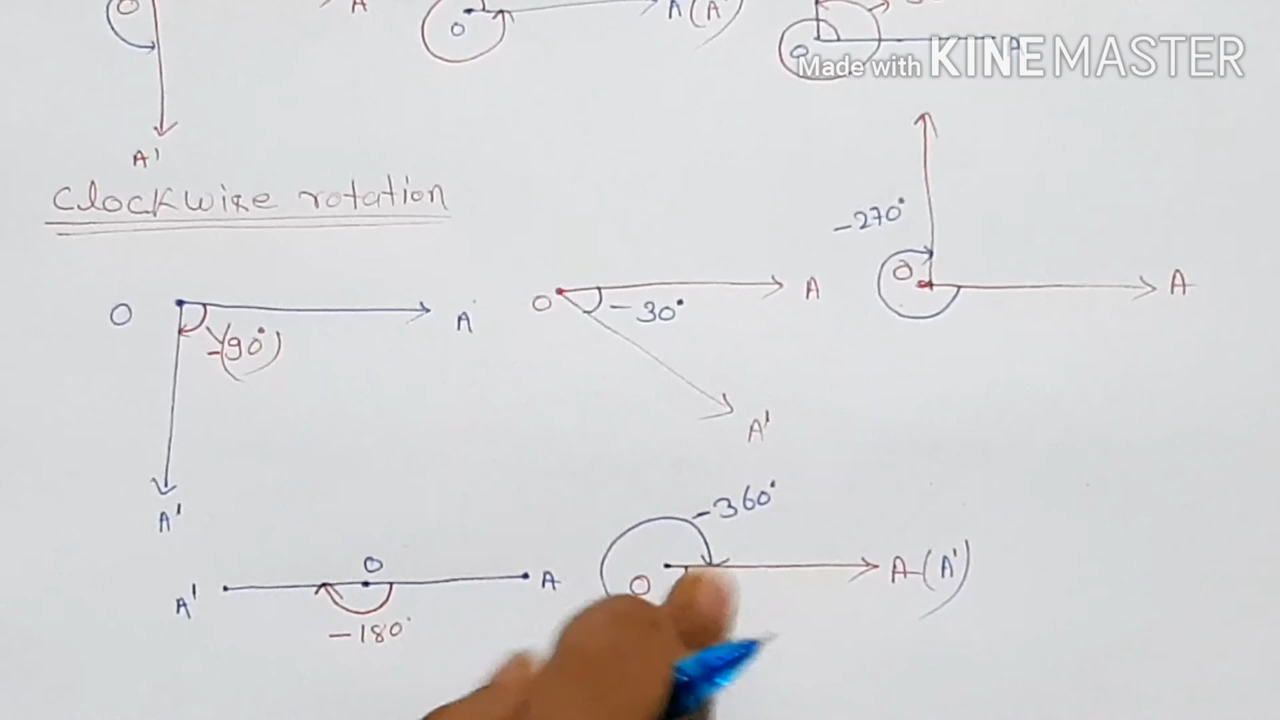 O A
O A(A')
O A
Made with KINEMASTER
A'
Clockwise rotation
-270°
O A
O A
-(90°)
A'
O A
-30°
A'
O
A' A
-180°
-360°
O A(A')